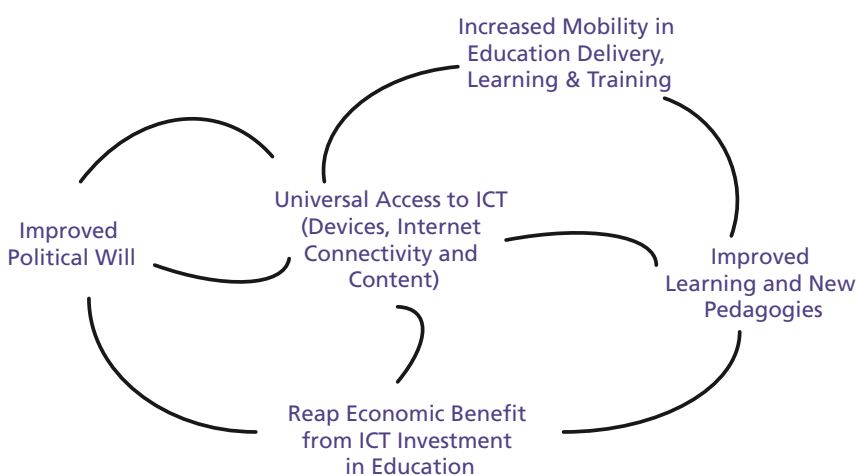 Increased Mobility in
Education Delivery,
Learning & Training
Universal Access to ICT
(Devices, Internet
Connectivity and
Content)
Improved
Political Will
Improved
Learning and New
Pedagogies
Reap Economic Benefit
from ICT Investment
in Education